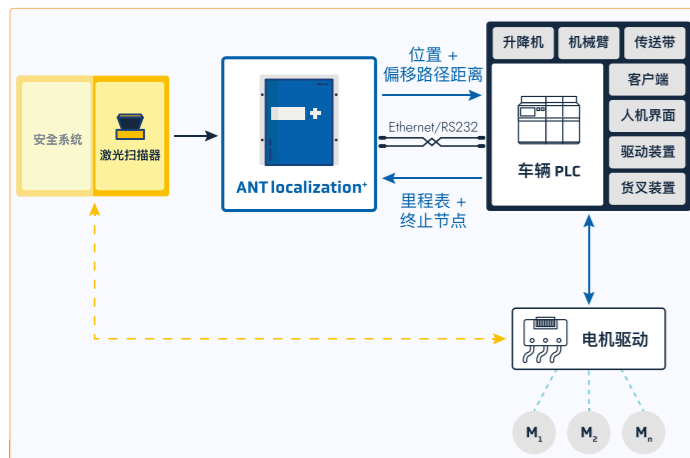 安全系统
激光扫描器
ANT localization⁺
位置 +
偏移路径距离
Ethernet/RS232
里程表 +
终止节点
升降机
机械臂
传送带
车辆 PLC
客户端
人机界面
驱动装置
货叉装置
电机驱动
M₁
M₂
Mₙ